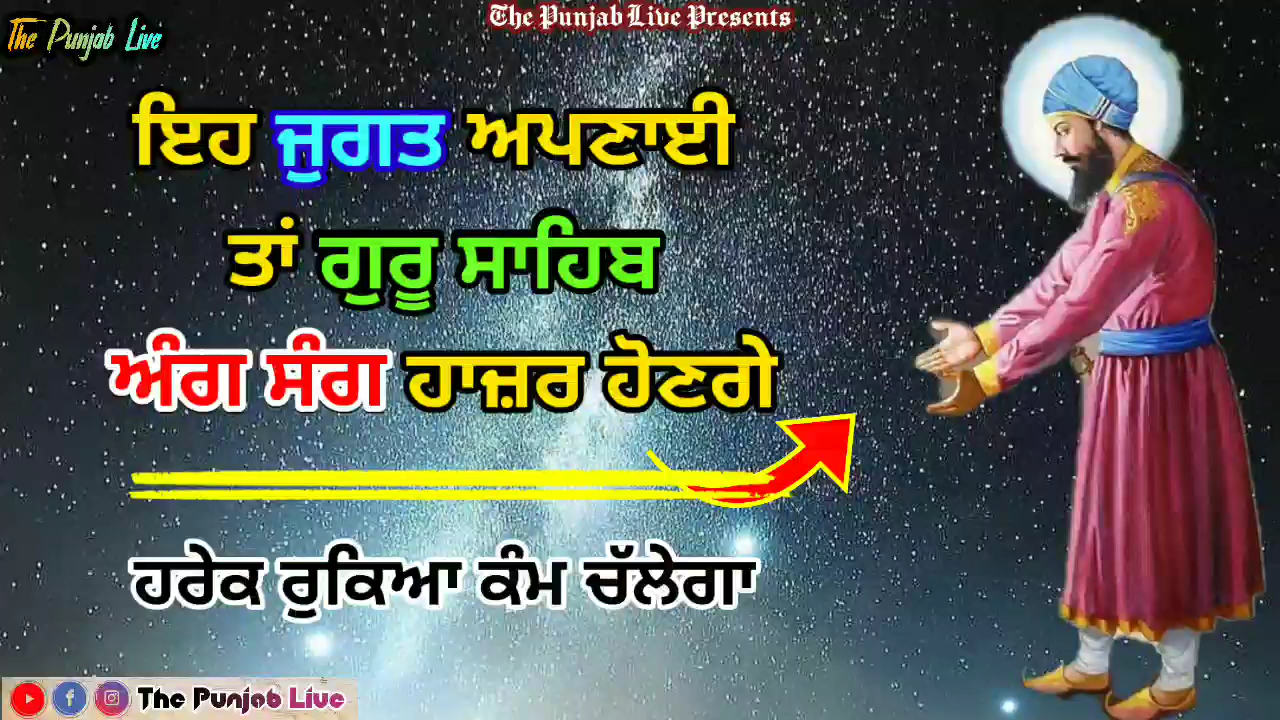 The Punjab Live Presents
The Punjab Live
ਇਹ ਜੁਗਤ ਅਪਣਾਈ
ਤਾਂ ਗੁਰੂ ਸਾਹਿਬ
ਅੰਗ ਸੰਗ ਹਾਜ਼ਰ ਹੋਣਗੇ
ਹਰੇਕ ਰੁਕਿਆ ਕੰਮ ਚੱਲੇਗਾ
The Punjab Live